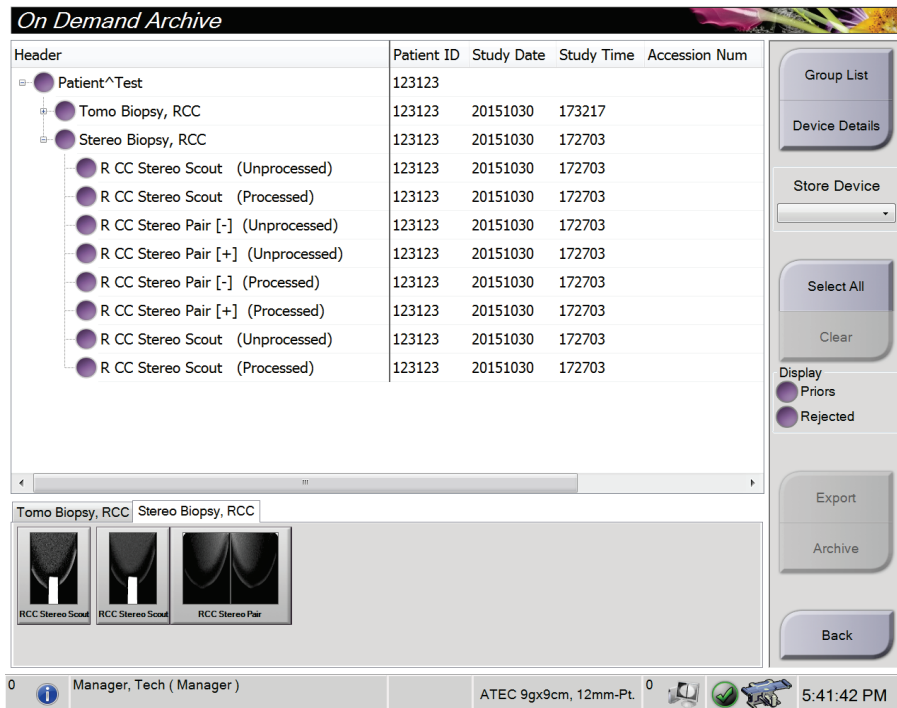 On Demand Archive
Header Patient ID Study Date Study Time Accession Num
Patient^Test 123123
Tomo Biopsy, RCC 123123 20151030 173217
Stereo Biopsy, RCC 123123 20151030 172703
R CC Stereo Scout (Unprocessed) 123123 20151030 172703
R CC Stereo Scout (Processed) 123123 20151030 172703
R CC Stereo Pair [-] (Unprocessed) 123123 20151030 172703
R CC Stereo Pair [+] (Unprocessed) 123123 20151030 172703
R CC Stereo Pair [-] (Processed) 123123 20151030 172703
R CC Stereo Pair [+] (Processed) 123123 20151030 172703
R CC Stereo Scout (Unprocessed) 123123 20151030 172703
R CC Stereo Scout (Processed) 123123 20151030 172703
Group List
Device Details
Store Device
Select All
Clear
Display
Priors
Rejected
Export
Archive
Back
Tomo Biopsy, RCC Stereo Biopsy, RCC
RCC Stereo Scout RCC Stereo Scout RCC Stereo Pair
0 Manager, Tech ( Manager ) ATEC 9gx9cm, 12mm-Pt. 0 5:41:42 PM